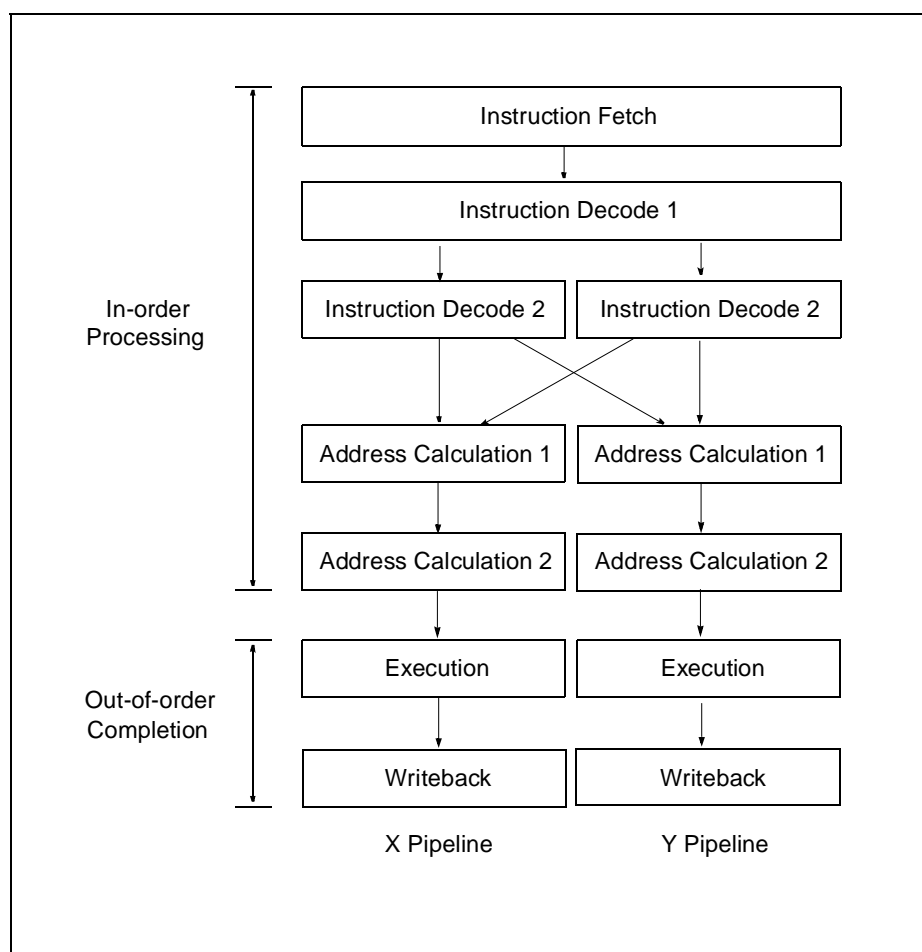 Instruction Fetch
Instruction Decode 1
Instruction Decode 2
Instruction Decode 2
In-order
Processing
Address Calculation 1
Address Calculation 1
Address Calculation 2
Address Calculation 2
Execution
Execution
Out-of-order
Completion
Writeback
Writeback
X Pipeline
Y Pipeline